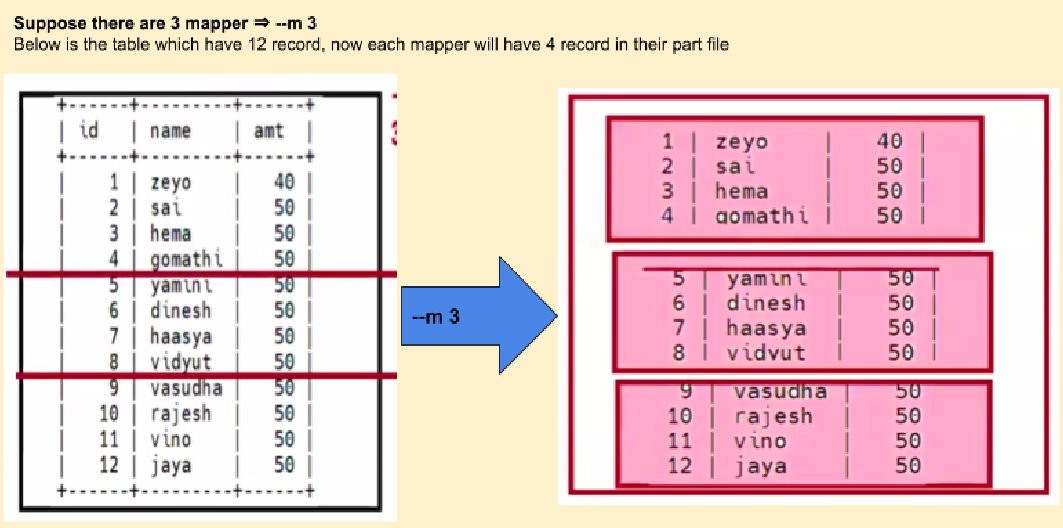 Suppose there are 3 mapper ⇒ --m 3
Below is the table which have 12 record, now each mapper will have 4 record in their part file
+------+---------+------+
| id | name | amt |
+------+---------+------+
| 1 | zeyo | 40 |
| 2 | sai | 50 |
| 3 | hema | 50 |
| 4 | gomathi | 50 |
| 5 | yamini | 50 |
| 6 | dinesh | 50 |
| 7 | haasya | 50 |
| 8 | vidyut | 50 |
| 9 | vasudha | 50 |
| 10 | rajesh | 50 |
| 11 | vino | 50 |
| 12 | jaya | 50 |
+------+---------+------+
--m 3
1 | zeyo | 40 |
2 | sai | 50 |
3 | hema | 50 |
4 | gomathi | 50 |
5 | yamini | 50 |
6 | dinesh | 50 |
7 | haasya | 50 |
8 | vidyut | 50 |
9 | vasudha | 50
10 | rajesh | 50
11 | vino | 50
12 | jaya | 50